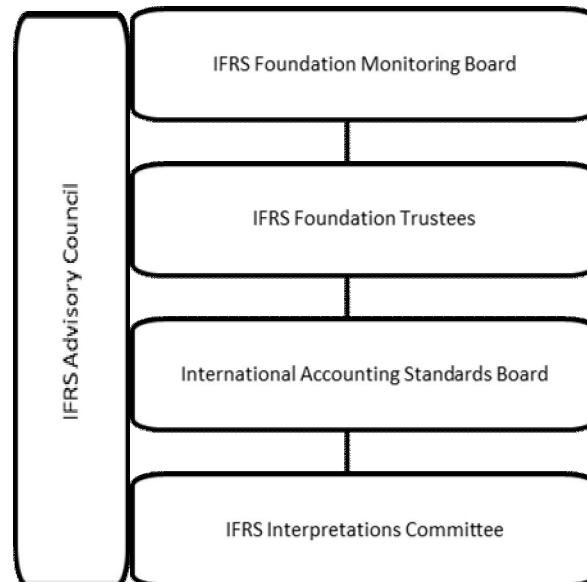 IFRS Advisory Council
IFRS Foundation Monitoring Board
IFRS Foundation Trustees
International Accounting Standards Board
IFRS Interpretations Committee